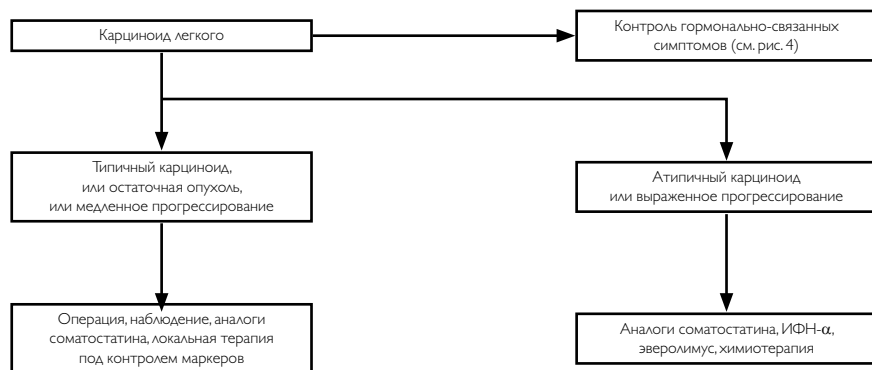 Карциноид легкого
Контроль гормонально-связанных
симптомов (см. рис. 4)
Типичный карциноид,
или остаточная опухоль,
или медленное прогрессирование
Атипичный карциноид
или выраженное прогрессирование
Операция, наблюдение, аналоги
соматостатина, локальная терапия
под контролем маркеров
Аналоги соматостатина, ИФН-α,
эверолимус, химиотерапия